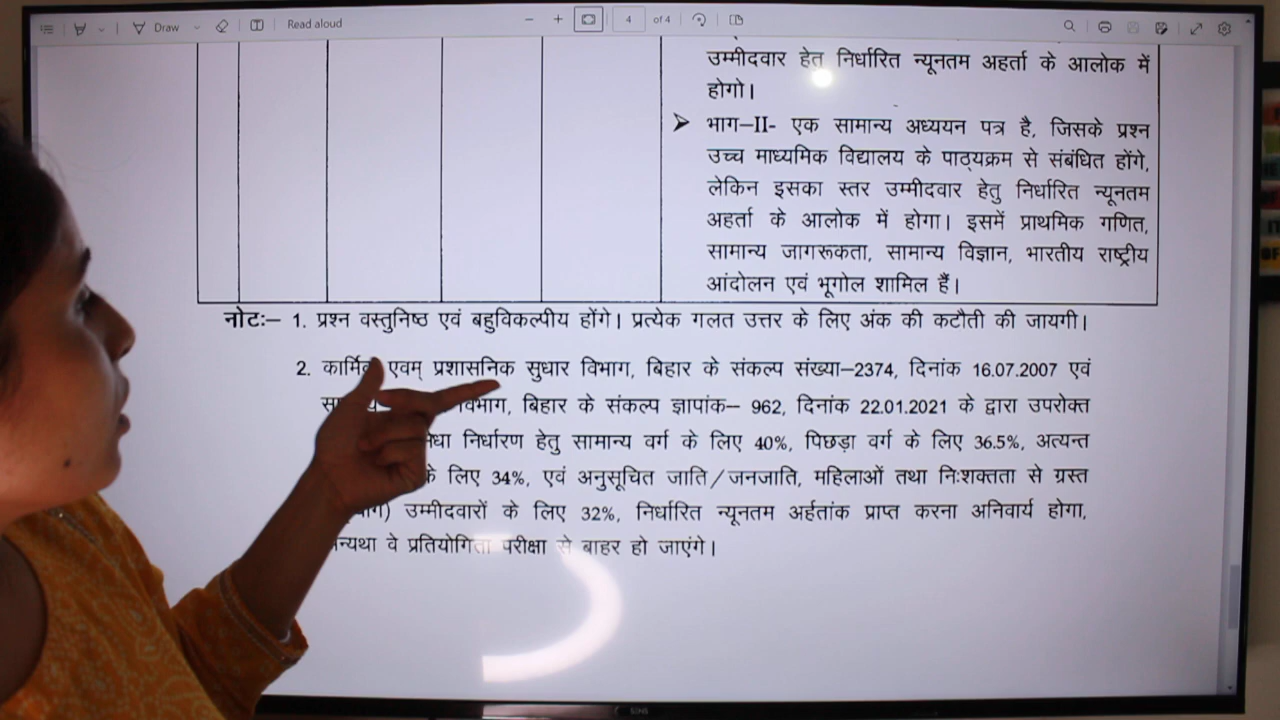 Draw
Read aloud
4
of 4
उम्मीदवार हेतु निर्धारित न्यूनतम अहर्ता के आलोक में
होगो।
➤ भाग–II- एक सामान्य अध्ययन पत्र है, जिसके प्रश्न
उच्च माध्यमिक विद्यालय के पाठ्यक्रम से संबंधित होंगे,
लेकिन इसका स्तर उम्मीदवार हेतु निर्धारित न्यूनतम
अहर्ता के आलोक में होगा। इसमें प्राथमिक गणित,
सामान्य जागरूकता, सामान्य विज्ञान, भारतीय राष्ट्रीय
आंदोलन एवं भूगोल शामिल हैं।
नोटः– 1. प्रश्न वस्तुनिष्ठ एवं बहुविकल्पीय होंगे। प्रत्येक गलत उत्तर के लिए अंक की कटौती की जायगी।
2. कार्मिक एवम् प्रशासनिक सुधार विभाग, बिहार के संकल्प संख्या–2374, दिनांक 16.07.2007 एवं
विभाग, बिहार के संकल्प ज्ञापांक– 962, दिनांक 22.01.2021 के द्वारा उपरोक्त
निर्धारण हेतु सामान्य वर्ग के लिए 40%, पिछड़ा वर्ग के लिए 36.5%, अत्यन्त
के लिए 34%, एवं अनुसूचित जाति/जनजाति, महिलाओं तथा निःशक्तता से ग्रस्त
उम्मीदवारों के लिए 32%, निर्धारित न्यूनतम अर्हतांक प्राप्त करना अनिवार्य होगा,
अन्यथा वे प्रतियोगिता परीक्षा से बाहर हो जाएंगे।